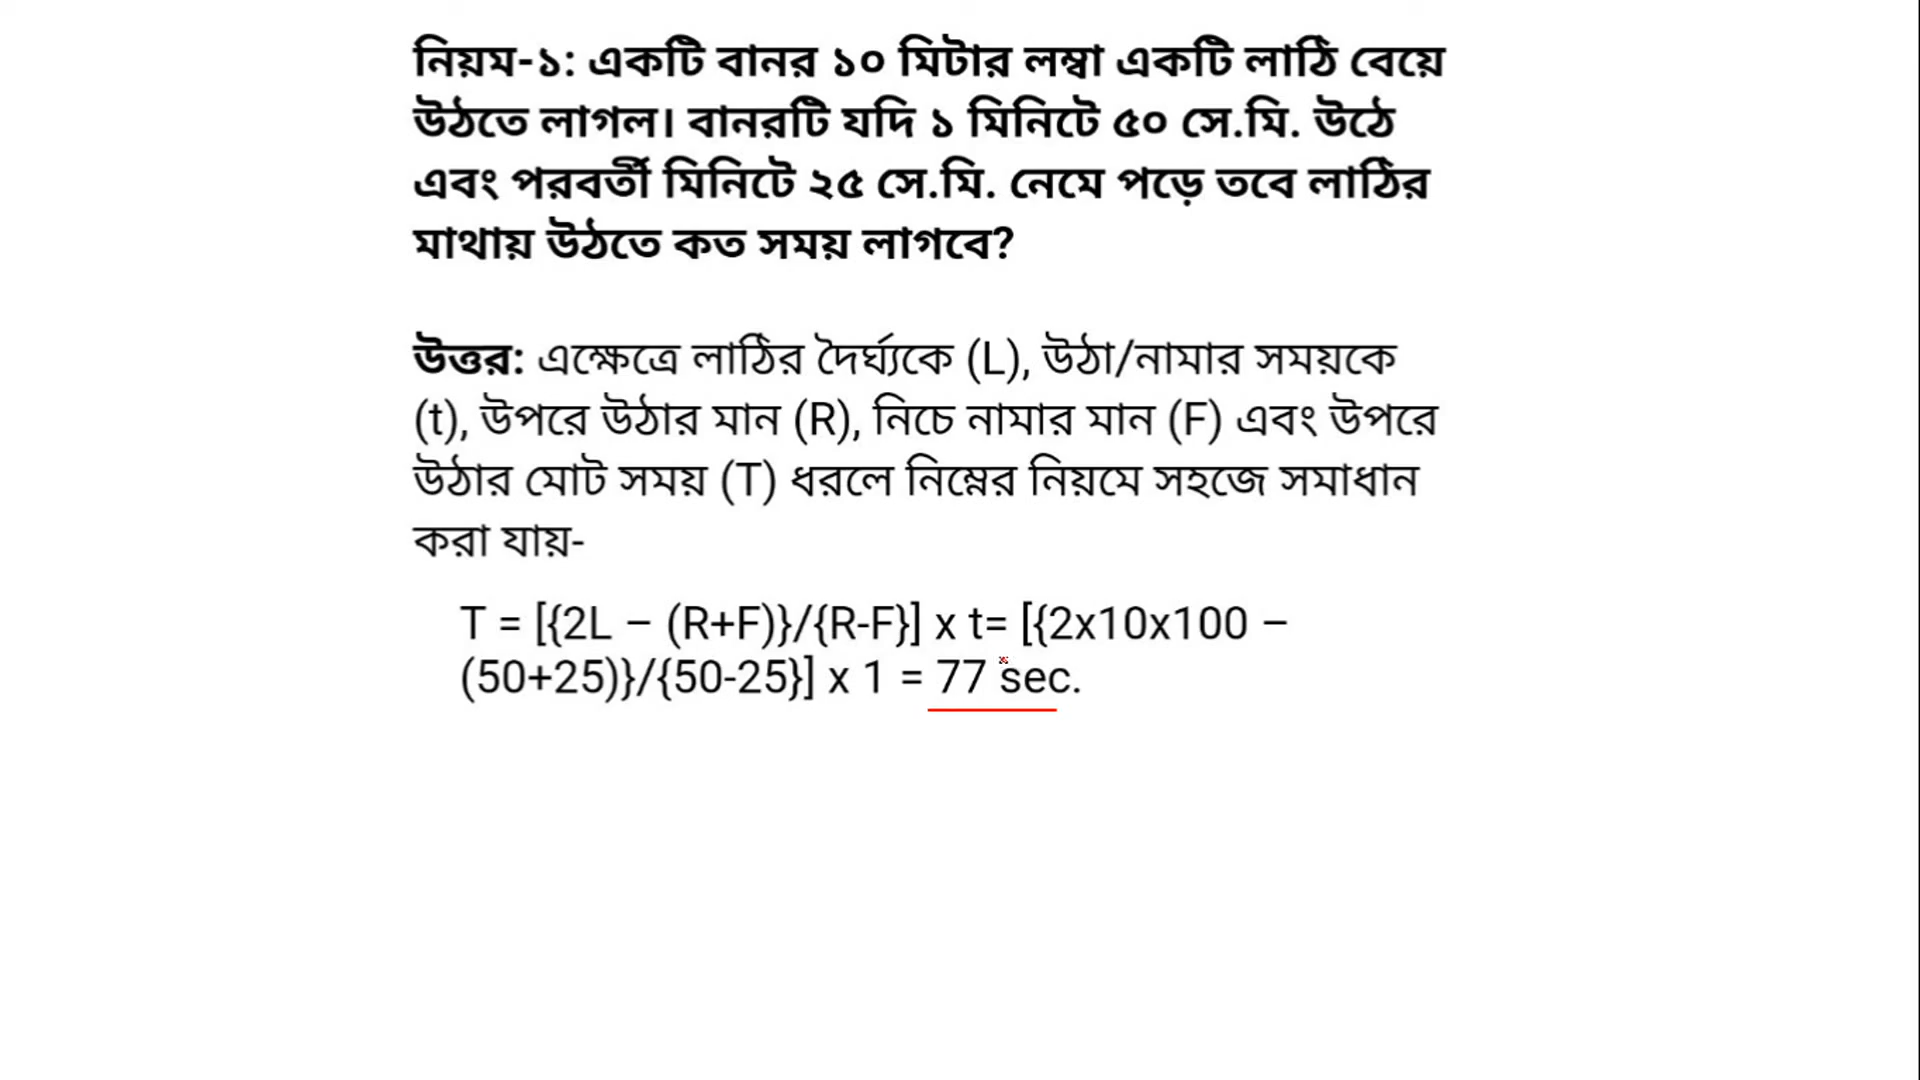 নিয়ম-১: একটি বানর ১০ মিটার লম্বা একটি লাঠি বেয়ে
উঠতে লাগল। বানরটি যদি ১ মিনিটে ৫০ সে.মি. উঠে
এবং পরবর্তী মিনিটে ২৫ সে.মি. নেমে পড়ে তবে লাঠির
মাথায় উঠতে কত সময় লাগবে?
উত্তর: এক্ষেত্রে লাঠির দৈর্ঘ্যকে (L), উঠা/নামার সময়কে
(t), উপরে উঠার মান (R), নিচে নামার মান (F) এবং উপরে
উঠার মোট সময় (T) ধরলে নিম্নের নিয়মে সহজে সমাধান
করা যায়-
T = [{2L – (R+F)}/{R-F}] x t= [{2x10x100 –
(50+25)}/{50-25}] x 1 = 77 sec.